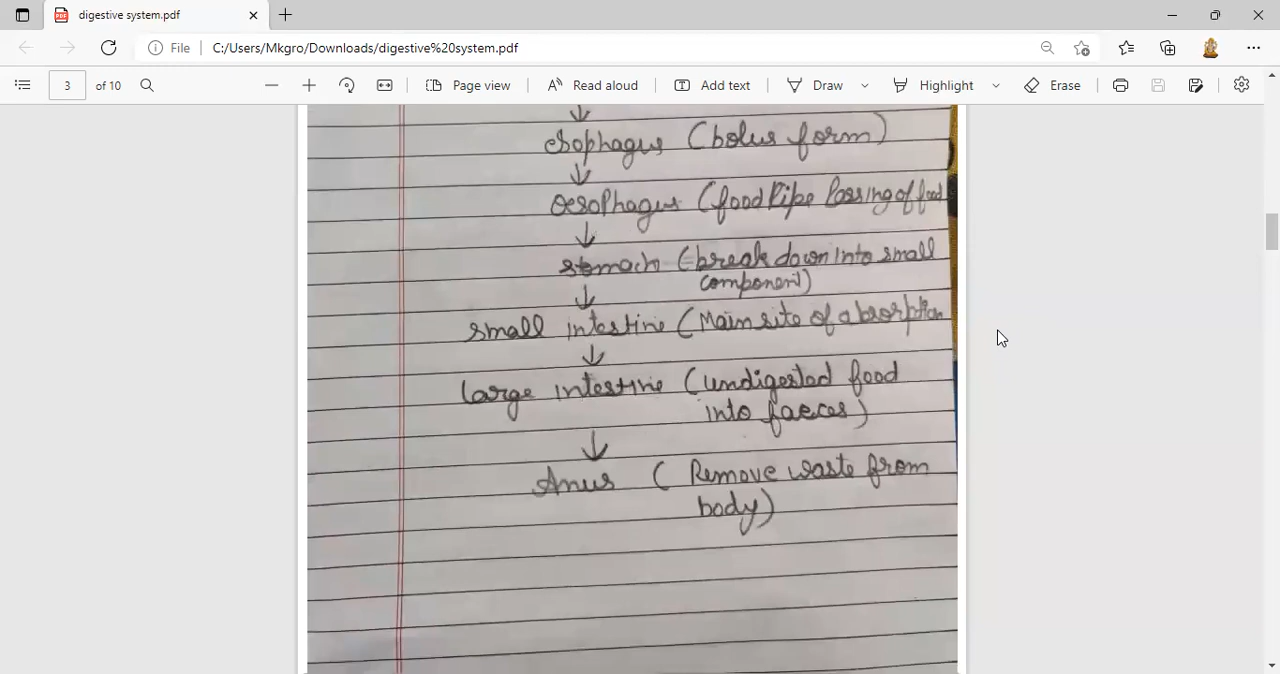 digestive system.pdf
File
C:/Users/Mkgro/Downloads/digestive%20system.pdf
3 of 10
Page view
Read aloud
Add text
Draw
Highlight
Erase
esophagus (bolus form)
oesophagus (food Pipe Passing of food
stomach (break down into small
component)
small intestine (Main site of absorption
large intestine (undigested food
into faeces)
Anus ( Remove waste from
body)